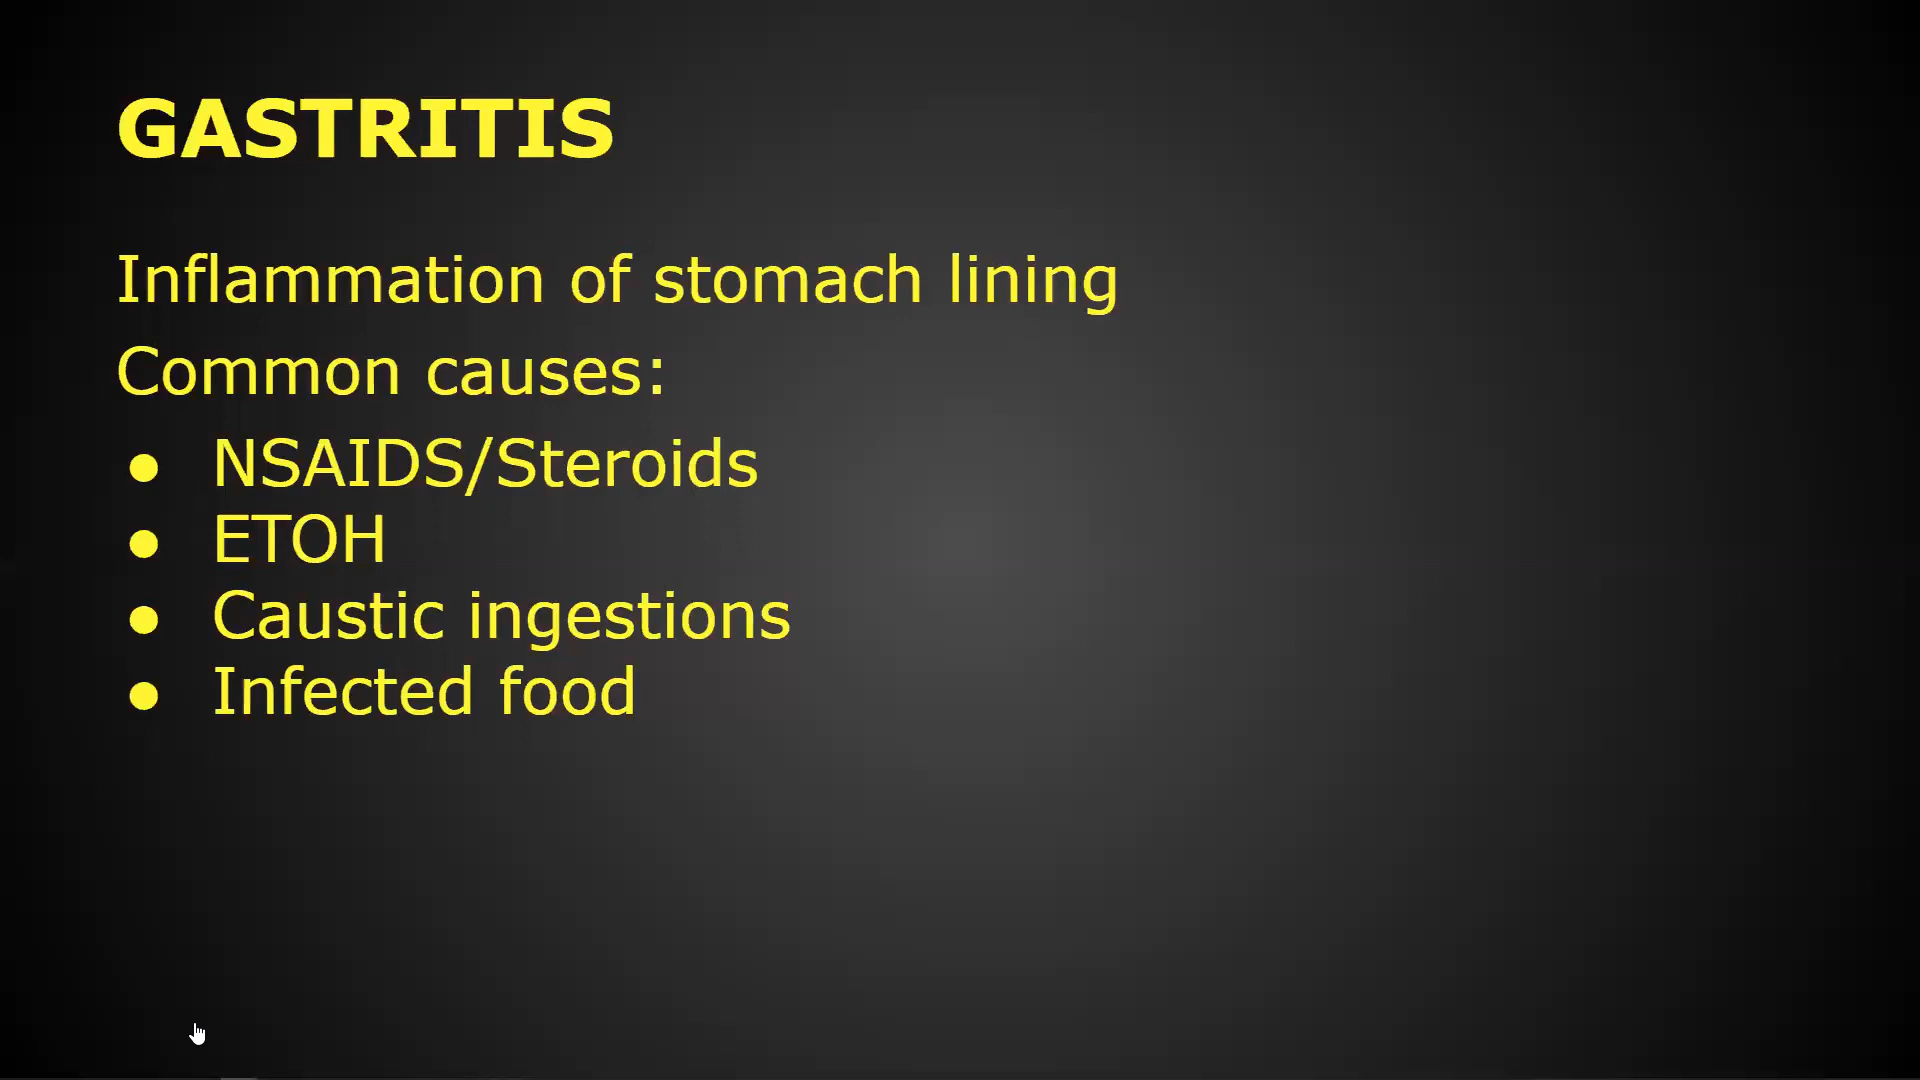 GASTRITIS
Inflammation of stomach lining
Common causes:
● NSAIDS/Steroids
● ETOH
● Caustic ingestions
● Infected food